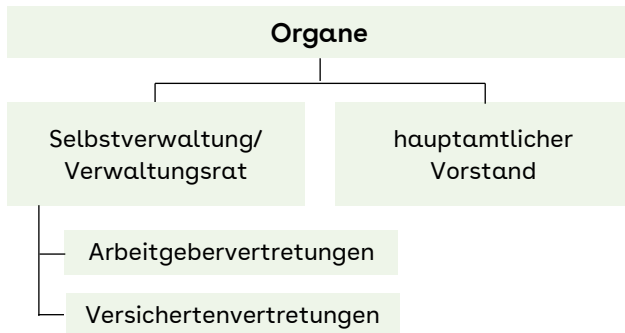 Organe
Selbstverwaltung/
Verwaltungsrat
hauptamtlicher
Vorstand
Arbeitgebervertretungen
Versichertenvertretungen